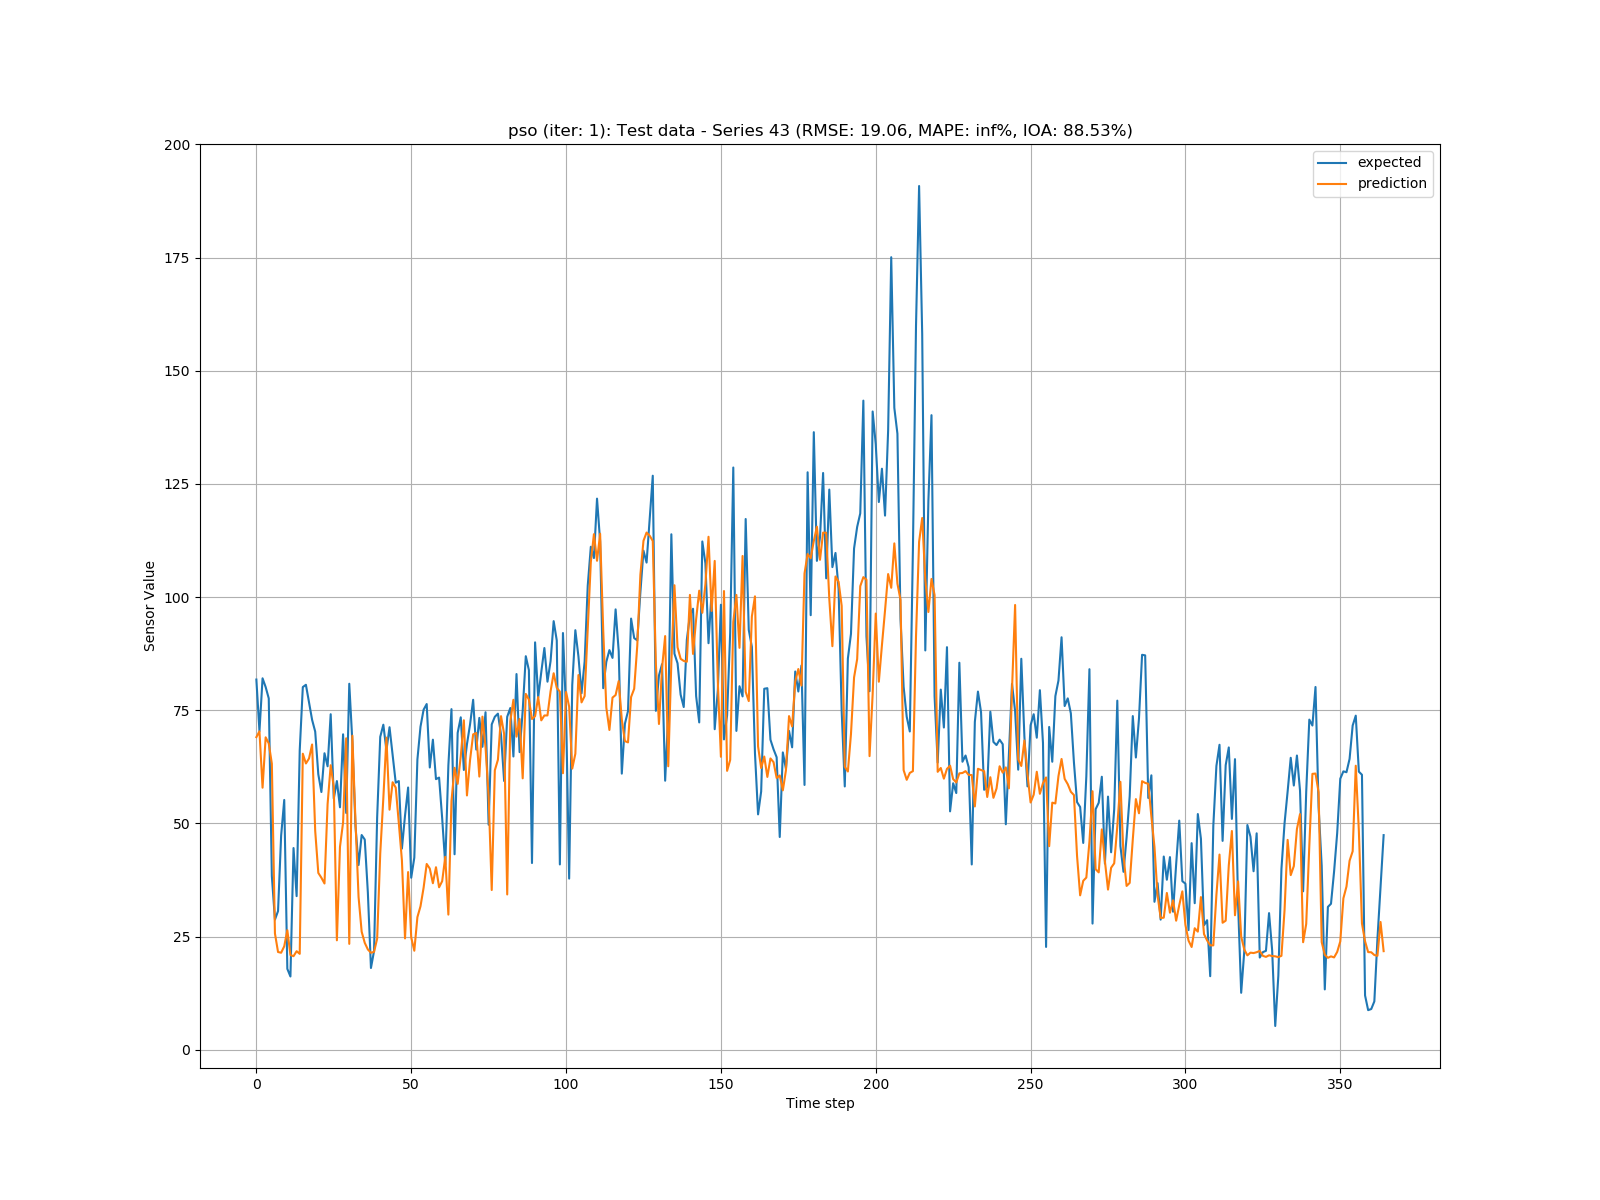 pso (iter: 1): Test data - Series 43 (RMSE: 19.06, MAPE: inf%, IOA: 88.53%)
expected
prediction
200
175
150
125
100
75
50
25
0
Sensor Value
0 50 100 150 200 250 300 350
Time step